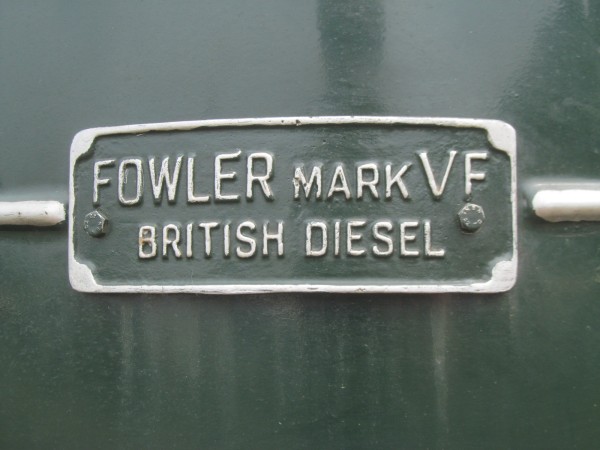 FOWLER MARK VF
BRITISH DIESEL